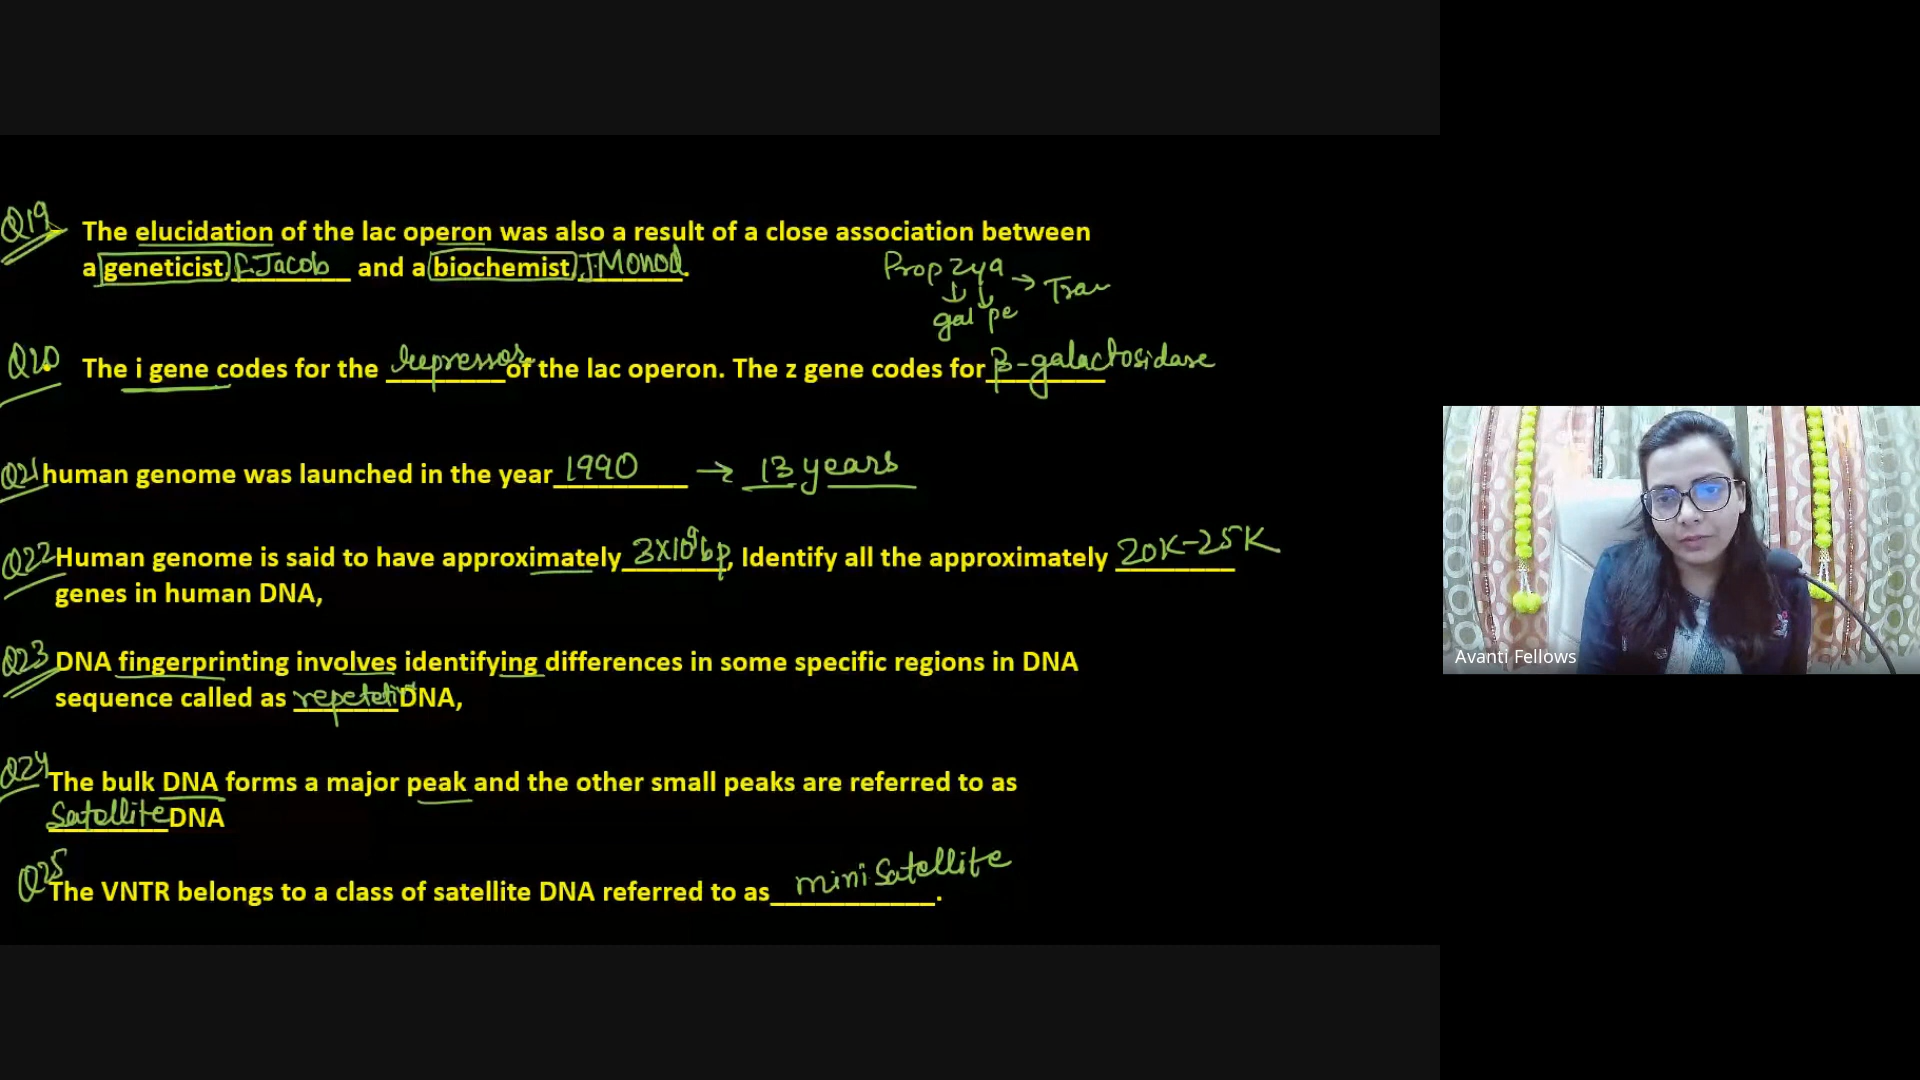 Q19 The elucidation of the lac operon was also a result of a close association between
a geneticist, F.Jacob and a biochemist, J.Monod.
Prop z y a → Tran
gal pe
Q20 The i gene codes for the repressor of the lac operon. The z gene codes for β-galactosidase
Q21 human genome was launched in the year 1990 → 13 years
Q22 Human genome is said to have approximately 3x10⁹bp, Identify all the approximately 20K-25K
genes in human DNA,
Q23 DNA fingerprinting involves identifying differences in some specific regions in DNA
sequence called as DNA,
Q24 The bulk DNA forms a major peak and the other small peaks are referred to as
Satellite DNA
Q25 The VNTR belongs to a class of satellite DNA referred to as mini Satellite.
Avanti Fellows